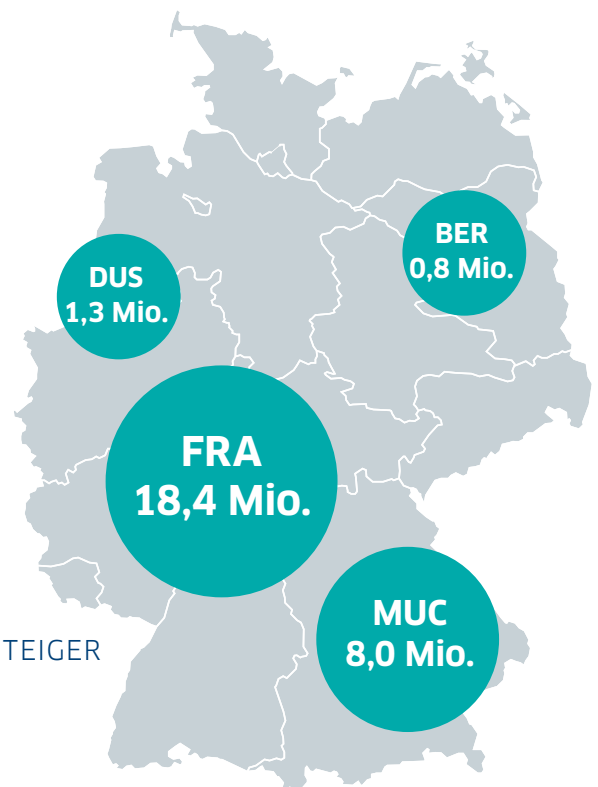 BER
0,8 Mio.
DUS
1,3 Mio.
FRA
18,4 Mio.
MUC
8,0 Mio.
TEIGER